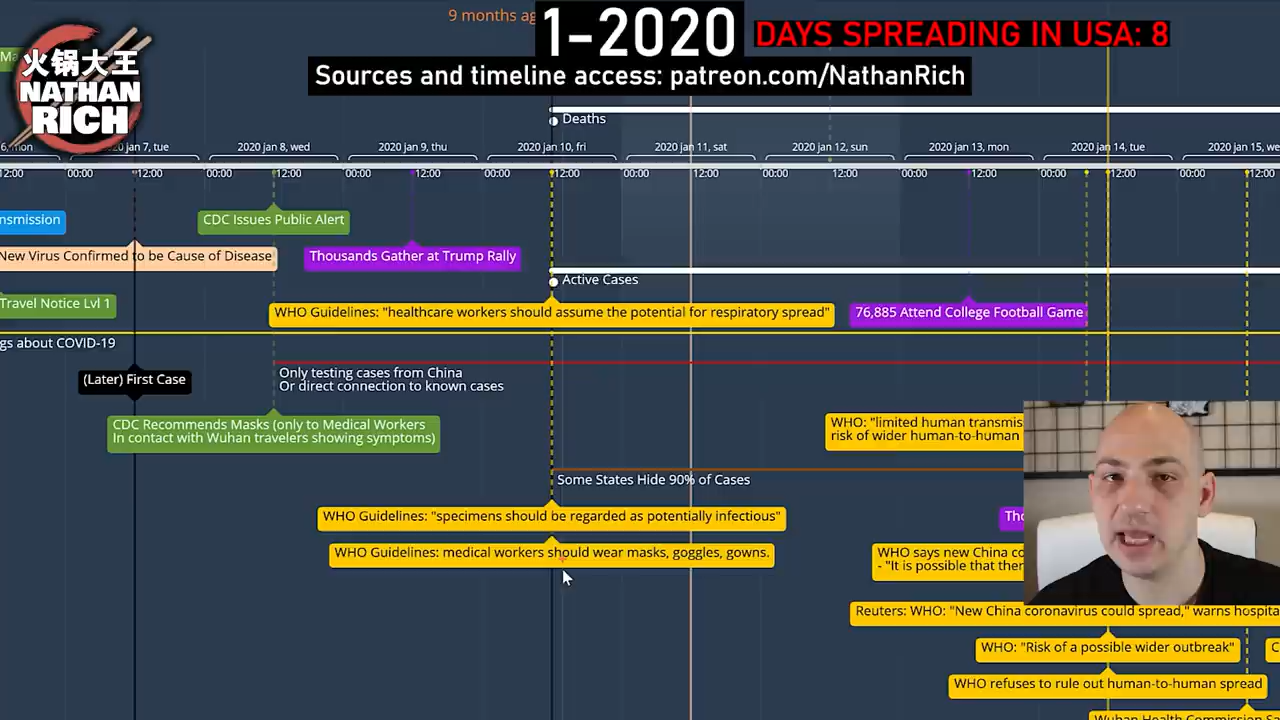 9 months ag
1-2020
DAYS SPREADING IN USA: 8
Sources and timeline access: patreon.com/NathanRich
火锅大王
NATHAN
RICH
Ma
Deaths
6, mon
jan 7, tue
2020 jan 8, wed
2020 jan 9, thu
2020 jan 10, fri
2020 jan 11, sat
2020 jan 12, sun
2020 jan 13, mon
2020 jan 14, tue
2020 jan 15, we
12:00 00:00 12:00 00:00 12:00 00:00 12:00 00:00 12:00 00:00 12:00 00:00 12:00 00:00 12:00 00:00 12:00 00:00 12:00
nsmission
CDC Issues Public Alert
New Virus Confirmed to be Cause of Disease
Thousands Gather at Trump Rally
Active Cases
Travel Notice Lvl 1
WHO Guidelines: "healthcare workers should assume the potential for respiratory spread"
76,885 Attend College Football Game
gs about COVID-19
(Later) First Case
Only testing cases from China
Or direct connection to known cases
CDC Recommends Masks (only to Medical Workers
In contact with Wuhan travelers showing symptoms)
WHO: "limited human transmis
risk of wider human-to-human
Some States Hide 90% of Cases
WHO Guidelines: "specimens should be regarded as potentially infectious"
Tho
WHO Guidelines: medical workers should wear masks, goggles, gowns.
WHO says new China co
- "It is possible that ther
Reuters: WHO: "New China coronavirus could spread," warns hospita
WHO: "Risk of a possible wider outbreak"
C
WHO refuses to rule out human-to-human spread
Wuhan Health Commission S